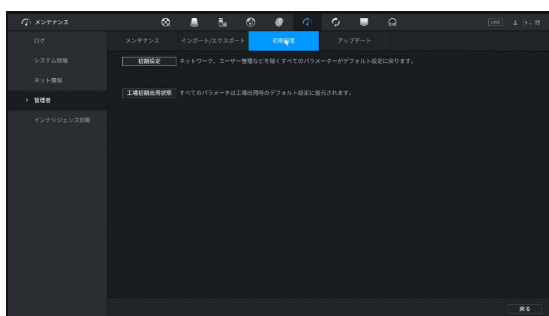 メンテナンス
LIVE
ログ
システム情報
ネット情報
管理者
インテリジェンス診断
メンテナンス
インポート/エクスポート
初期設定
アップデート
初期設定 ネットワーク、ユーザー管理などを除くすべてのパラメーターがデフォルト設定に戻ります。
工場初期出荷状態 すべてのパラメータは工場出荷時のデフォルト設定に復元されます。
戻る